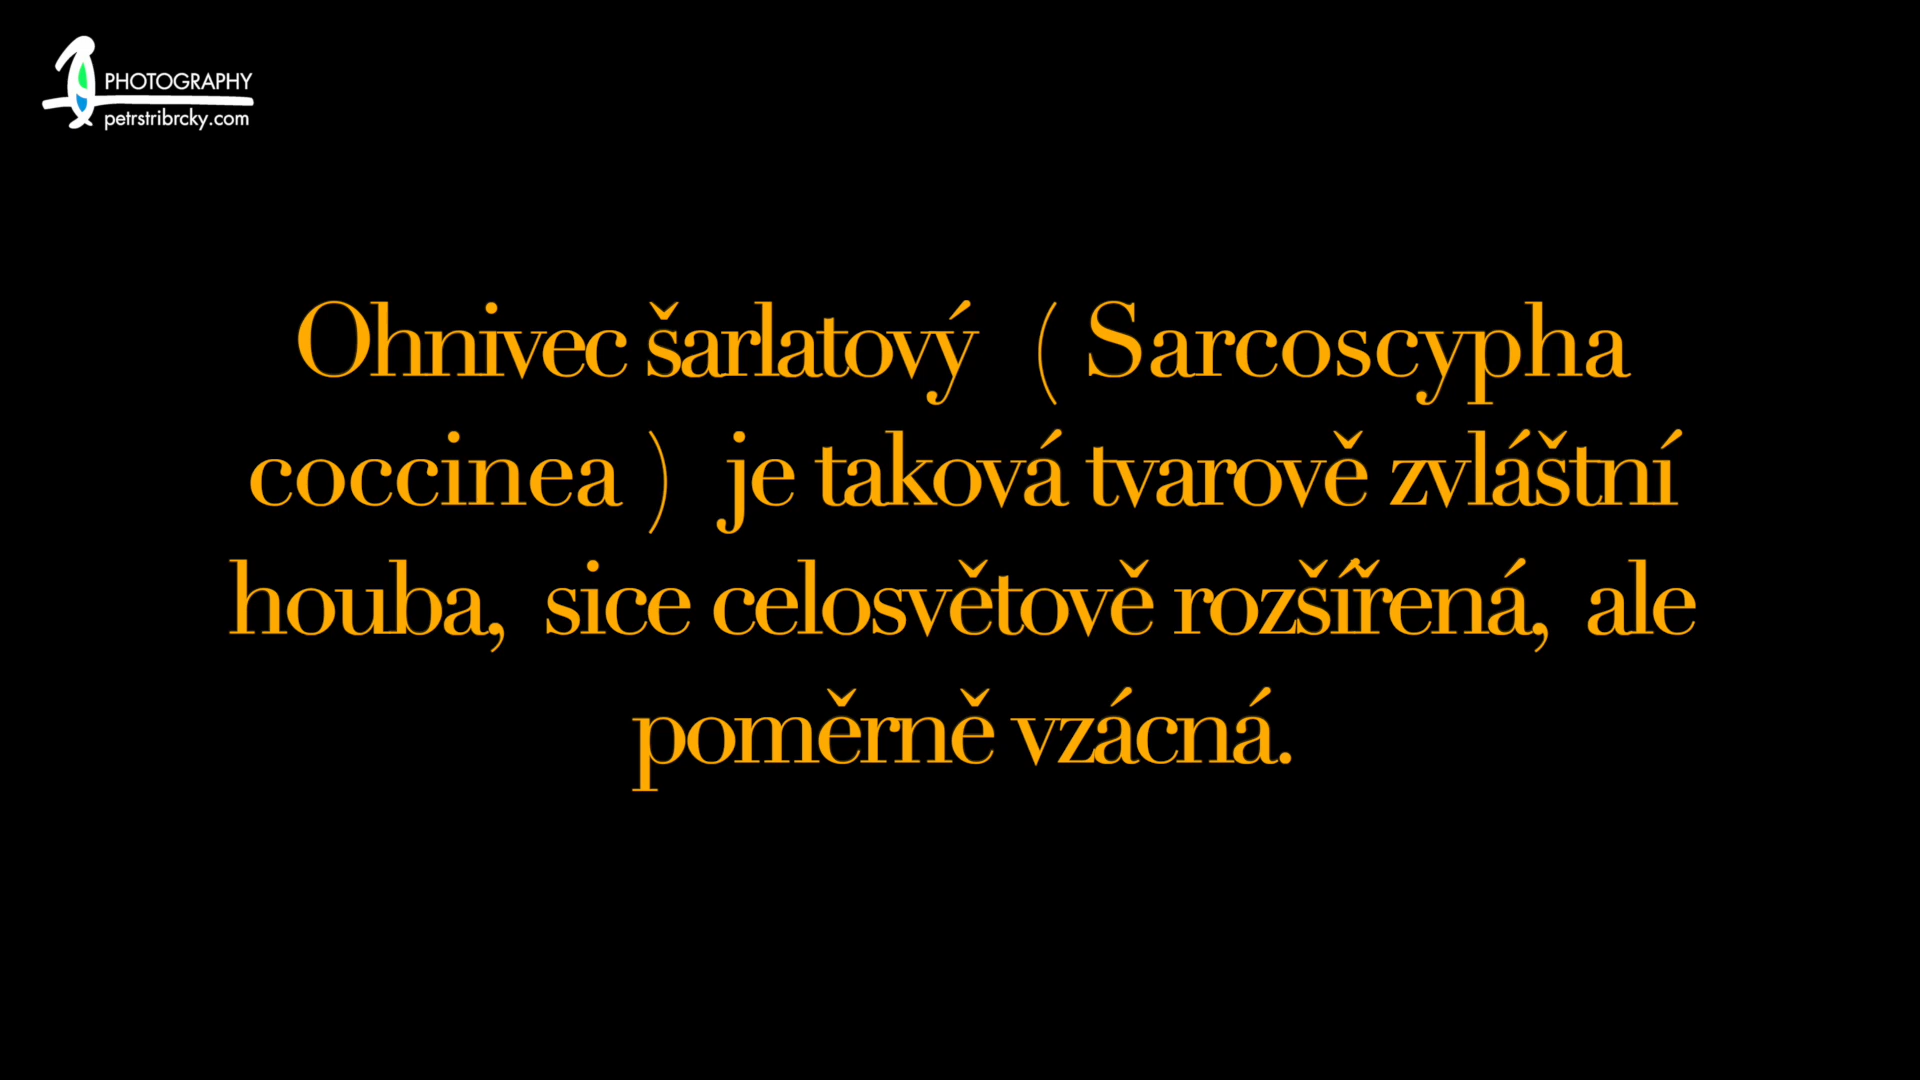 PHOTOGRAPHY
petrstribrcky.com
Ohnivec šarlatový ( Sarcoscypha
coccinea ) je taková tvarově zvláštní
houba, sice celosvětově rozšířená, ale
poměrně vzácná.